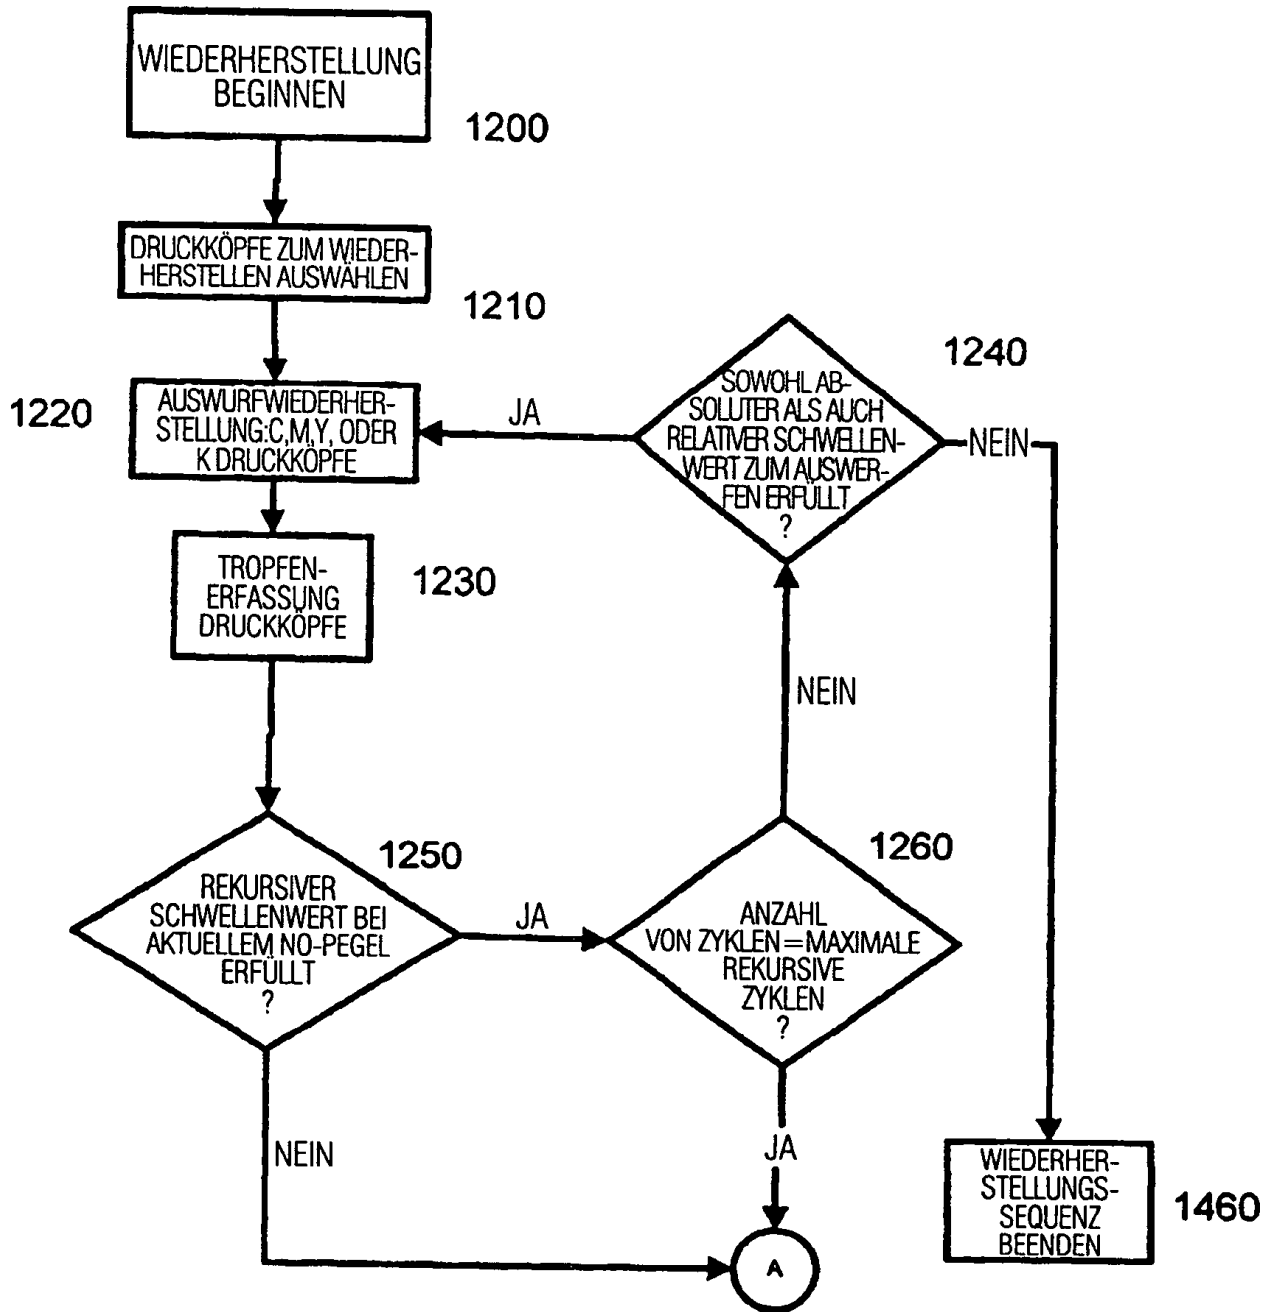 WIEDERHERSTELLUNG
BEGINNEN
1200
DRUCKKÖPFE ZUM WIEDER-
HERSTELLEN AUSWÄHLEN
1210
1220
AUSWURFWIEDERHER-
STELLUNG:C,M,Y, ODER
K DRUCKKÖPFE
JA
1240
SOWOHL AB-
SOLUTER ALS AUCH
RELATIVER SCHWELLEN-
WERT ZUM AUSWER-
FEN ERFÜLLT
?
NEIN
TROPFEN-
ERFASSUNG
DRUCKKÖPFE
1230
NEIN
1250
REKURSIVER
SCHWELLENWERT BEI
AKTUELLEM NO-PEGEL
ERFÜLLT
?
JA
1260
ANZAHL
VON ZYKLEN=MAXIMALE
REKURSIVE
ZYKLEN
?
NEIN
JA
WIEDERHER-
STELLUNGS-
SEQUENZ
BEENDEN
1460
A